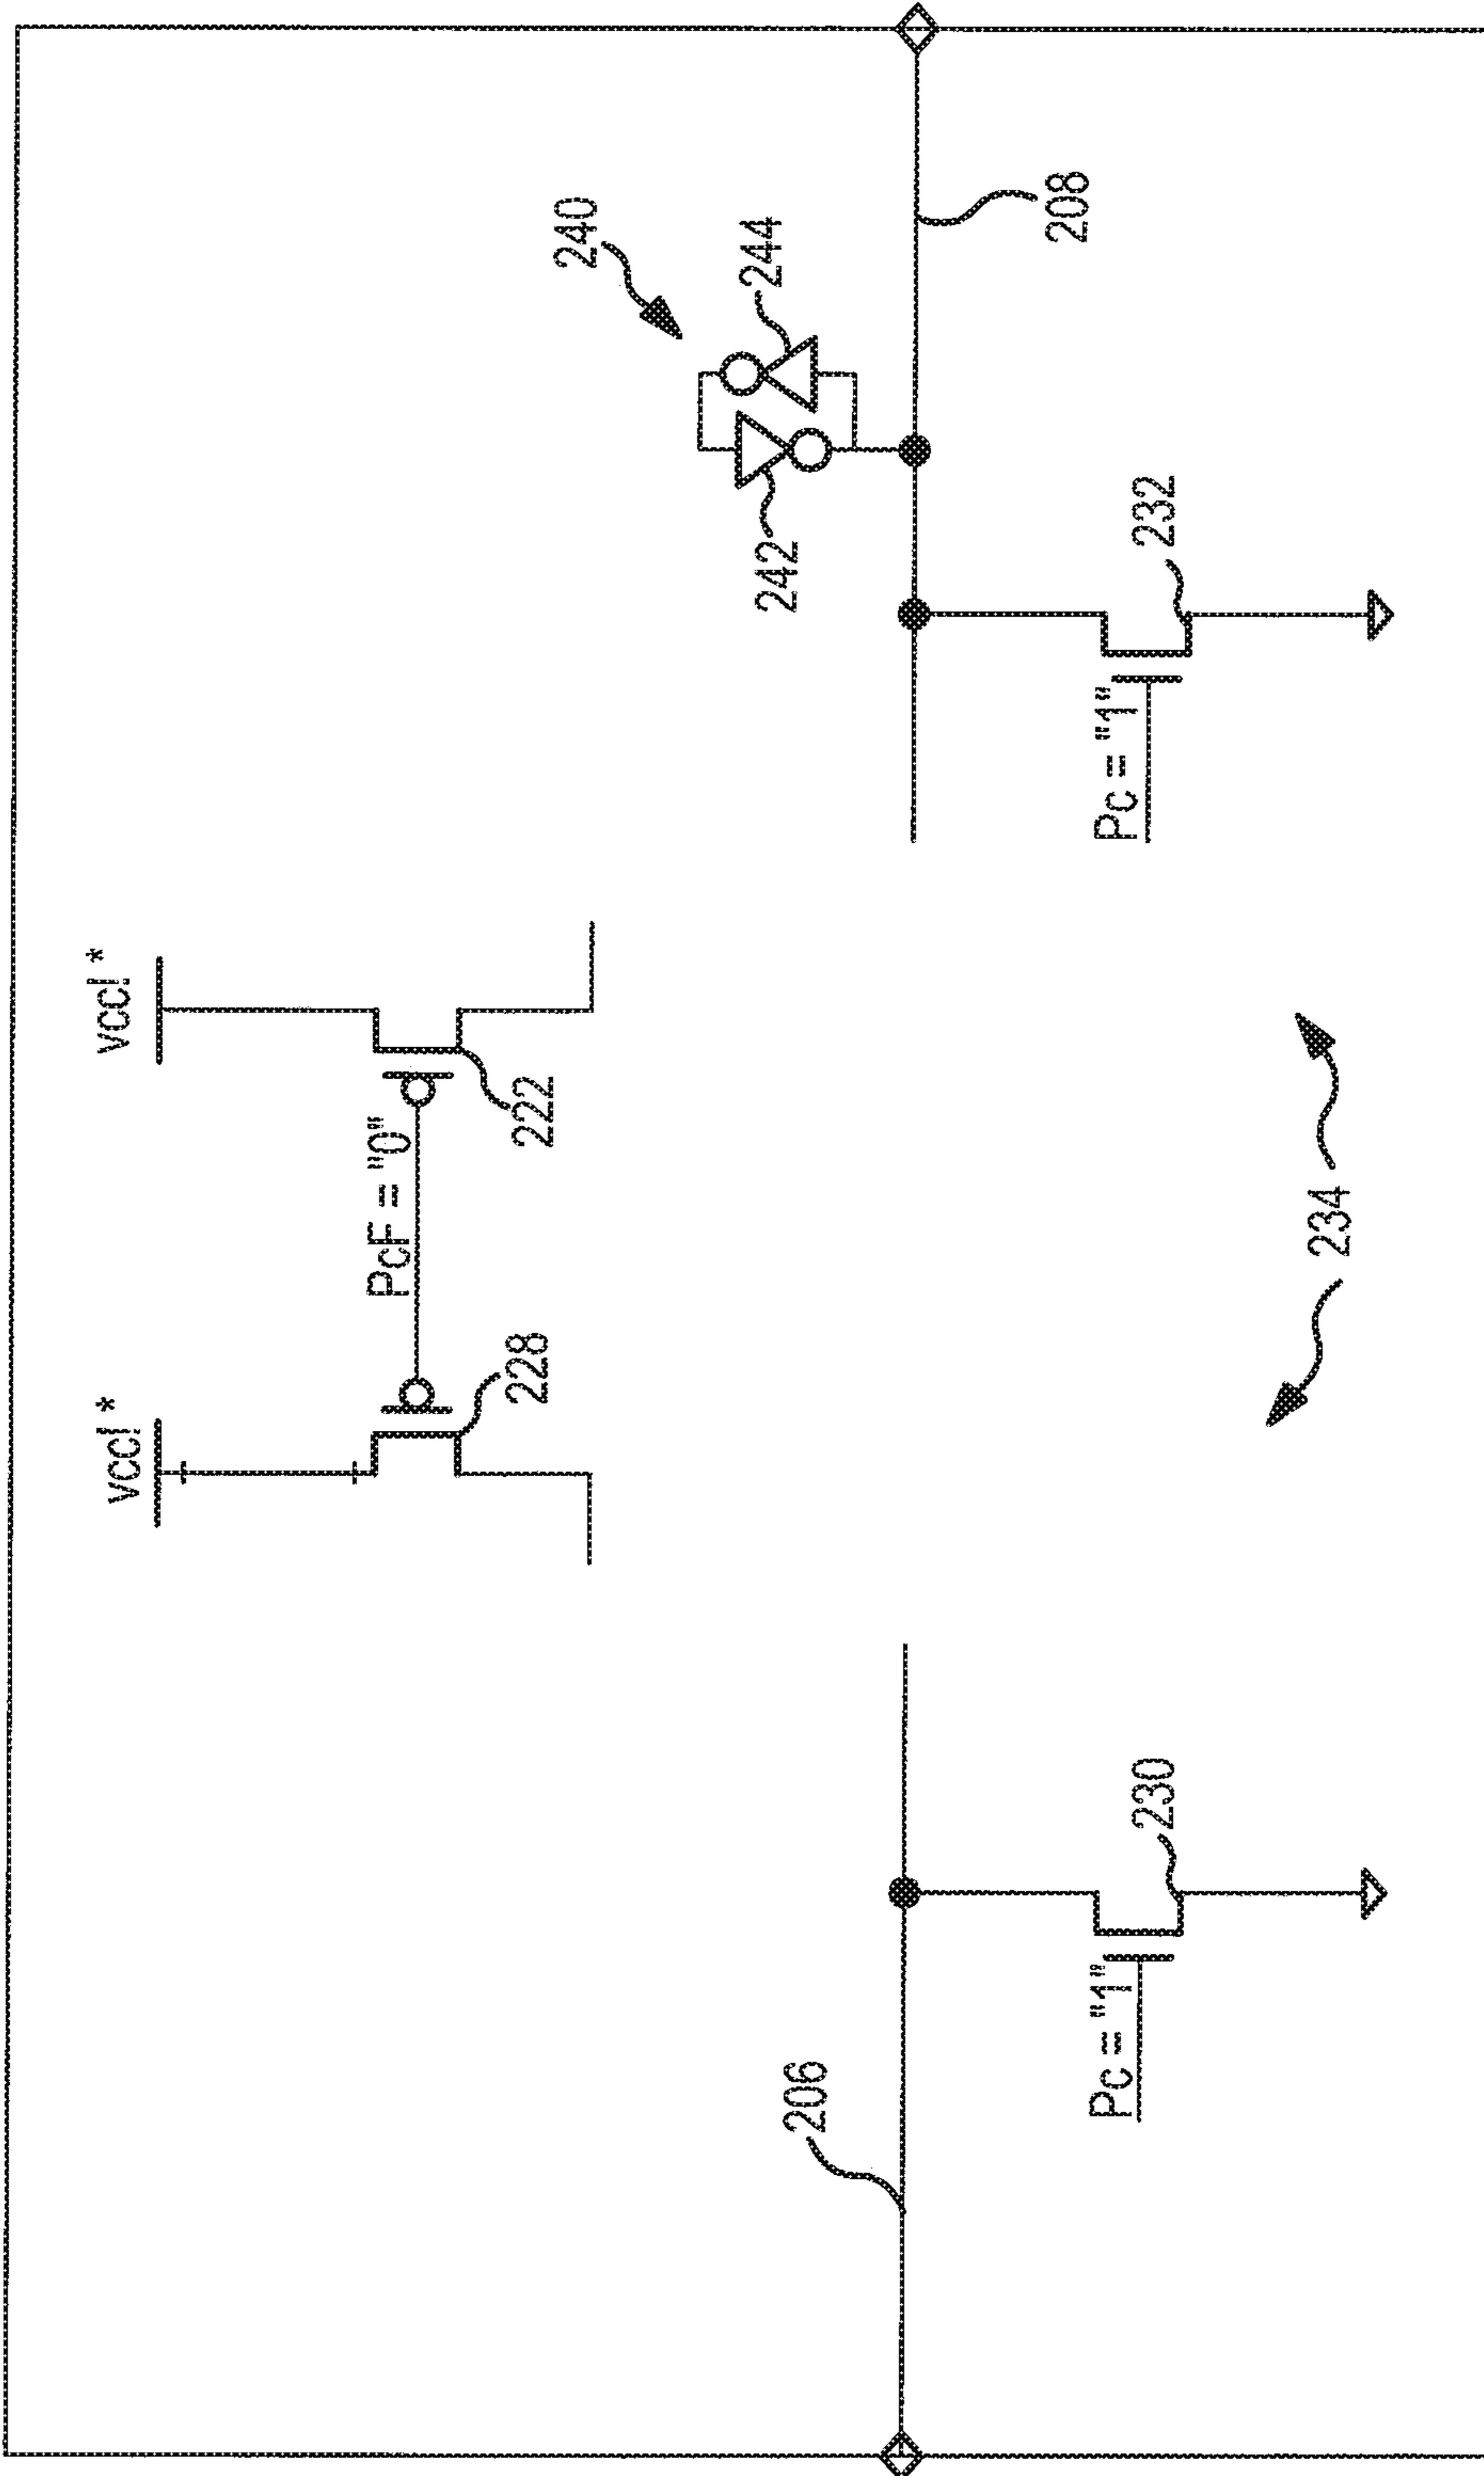 vcc! *
vcc! *
PcF = "0"
228
222
240
206
242
244
208
Pc = "1"
230
Pc = "1"
232
234